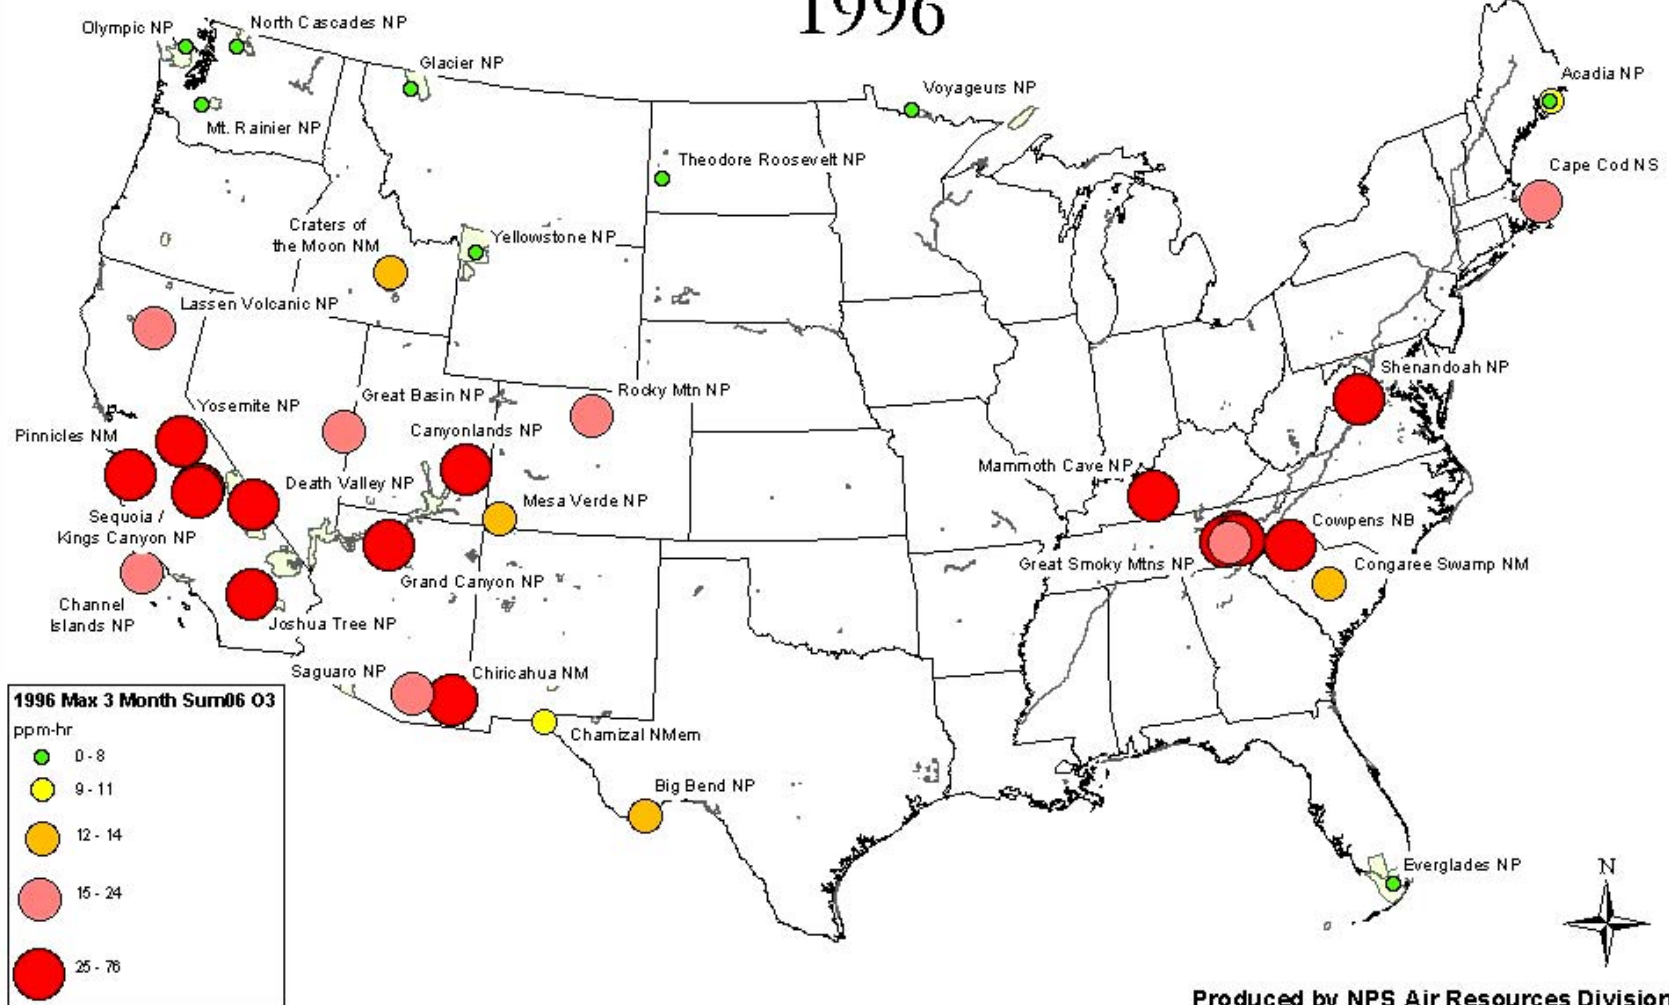 1996
Olympic NP
North Cascades NP
Glacier NP
Voyageurs NP
Acadia NP
Mt. Rainier NP
Theodore Roosevelt NP
Cape Cod NS
Craters of
the Moon NM
Yellowstone NP
Lassen Volcanic NP
Shenandoah NP
Rocky Mtn NP
Great Basin NP
Yosemite NP
Canyonlands NP
Pinnicles NM
Mammoth Cave NP
Death Valley NP
Mesa Verde NP
Sequoia /
Kings Canyon NP
Cowpens NB
Great Smoky Mtns NP
Congaree Swamp NM
Grand Canyon NP
Channel
Islands NP
Joshua Tree NP
Saguaro NP
Chiricahua NM
Chamizal NMem
Big Bend NP
Everglades NP
1996 Max 3 Month Sum06 O3
ppm-hr
0 - 8
9 - 11
12 - 14
15 - 24
25 - 76
N
Produced by NPS Air Resources Division